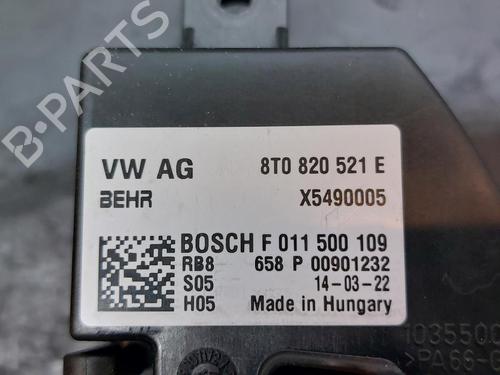 VW AG 8T0 820 521 E
BEHR X5490005
BOSCH F 011 500 109
RB8 658 P 00901232
S05 14-03-22
H05 Made in Hungary
>PA66-
B-PARTS